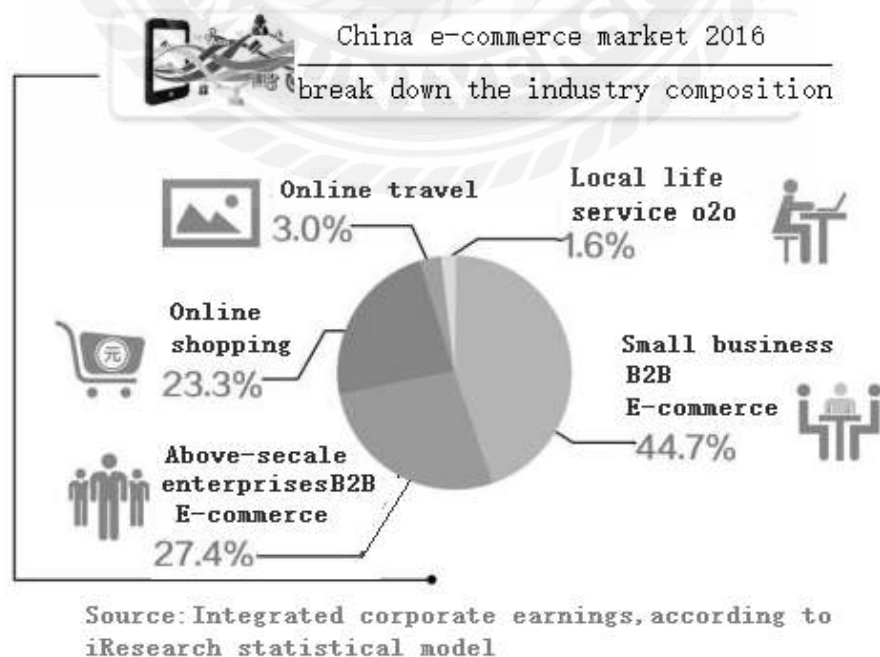 China e-commerce market 2016
break down the industry composition
Online travel
3.0%
Local life
service o2o
1.6%
Online
shopping
23.3%
元
Small business
B2B
E-commerce
44.7%
Above-secale
enterprisesB2B
E-commerce
27.4%
Source:Integrated corporate earnings,according to
iResearch statistical model